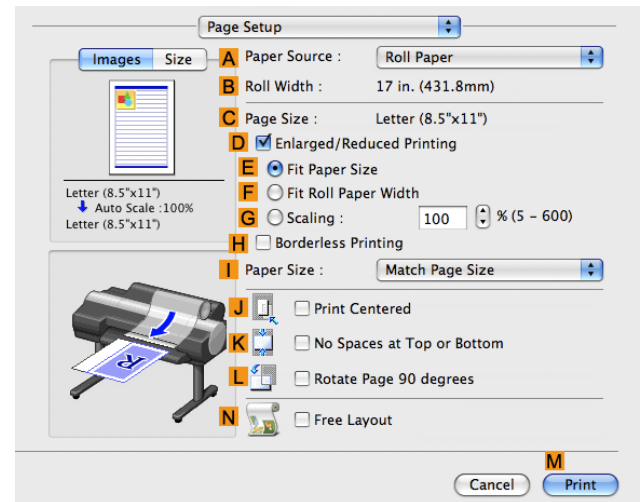 Page Setup
Images Size
A Paper Source : Roll Paper
B Roll Width : 17 in. (431.8mm)
C Page Size : Letter (8.5"x11")
D Enlarged/Reduced Printing
E Fit Paper Size
F Fit Roll Paper Width
G Scaling : 100 % (5 - 600)
H Borderless Printing
Letter (8.5"x11")
Auto Scale :100%
Letter (8.5"x11")
I Paper Size : Match Page Size
J Print Centered
K No Spaces at Top or Bottom
L Rotate Page 90 degrees
N Free Layout
R
M
Cancel Print